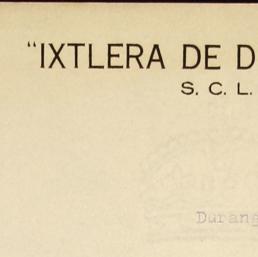 "IXTLERA DE D
S. C. L.
Durang